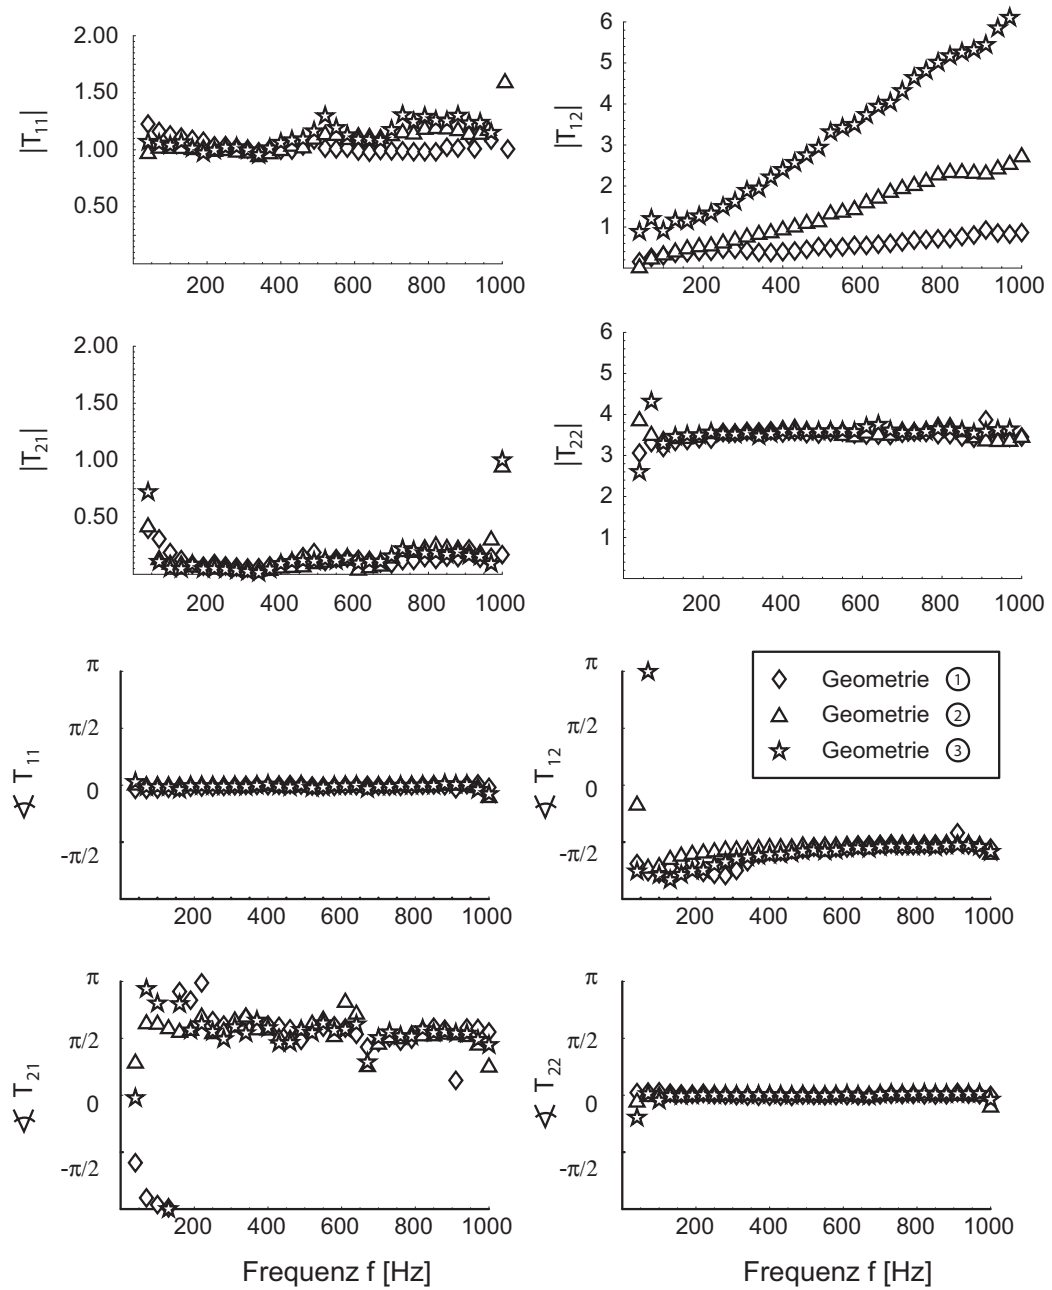 |T11|
2.00
1.50
1.00
0.50
200 400 600 800 1000
|T12|
6
5
4
3
2
1
200 400 600 800 1000
|T21|
2.00
1.50
1.00
0.50
200 400 600 800 1000
|T22|
6
5
4
3
2
1
200 400 600 800 1000
∢ T11
π
π/2
0
-π/2
200 400 600 800 1000
∢ T12
π
π/2
0
-π/2
200 400 600 800 1000
Geometrie ①
Geometrie ②
Geometrie ③
∢ T21
π
π/2
0
-π/2
200 400 600 800 1000
Frequenz f [Hz]
∢ T22
π
π/2
0
-π/2
200 400 600 800 1000
Frequenz f [Hz]